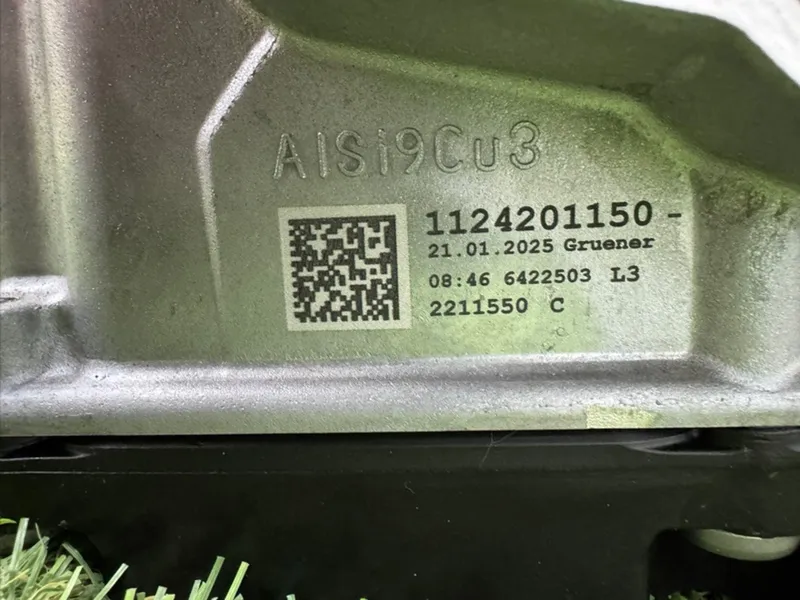 AlSi9Cu3
1124201150 -
21.01.2025 Gruener
08:46 6422503 L3
2211550 C